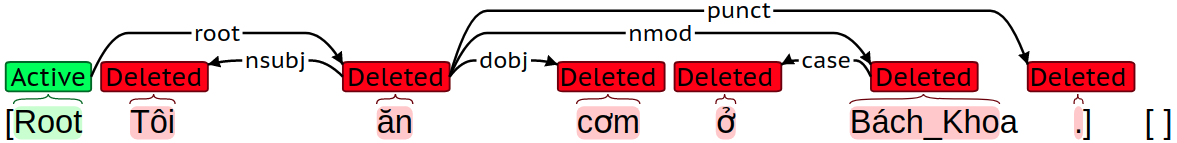 punct
root nmod
nsubj dobj case
Active Deleted Deleted Deleted Deleted Deleted Deleted
[Root Tôi ăn cơm ở Bách_Khoa .] [ ]